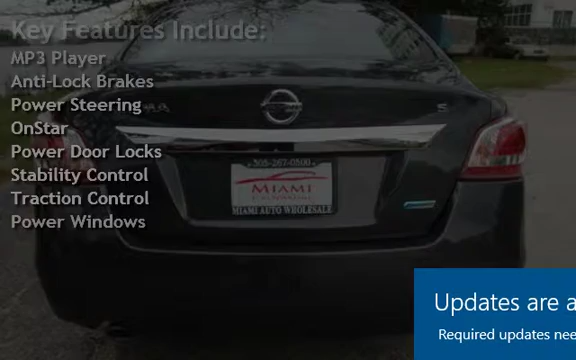 Key Features Include:
MP3 Player
Anti-Lock Brakes
Power Steering
OnStar
Power Door Locks
Stability Control
Traction Control
Power Windows
S
305-267-0500
MIAMI
MIAMI AUTO WHOLESALE
Updates are a
Required updates nee